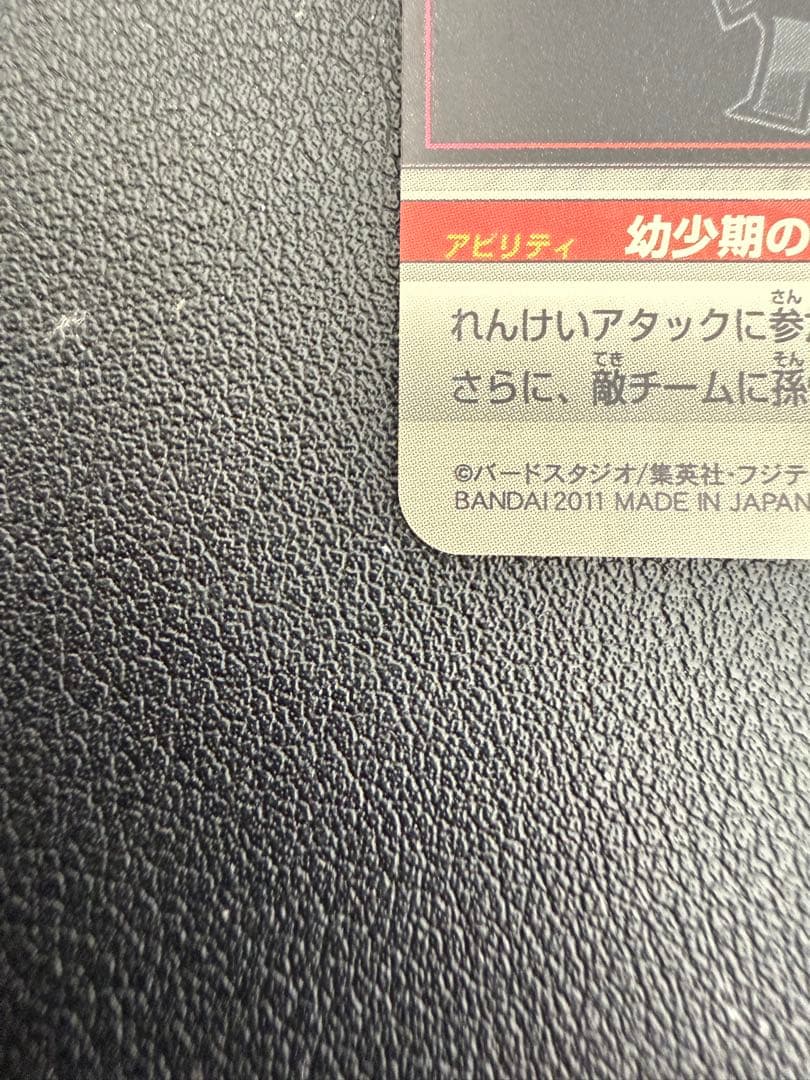 アビリティ 幼少期の
れんけいアタックに参
さん
さらに、敵チームに孫
てき そん
©バードスタジオ/集英社・フジテ
BANDAI 2011 MADE IN JAPAN